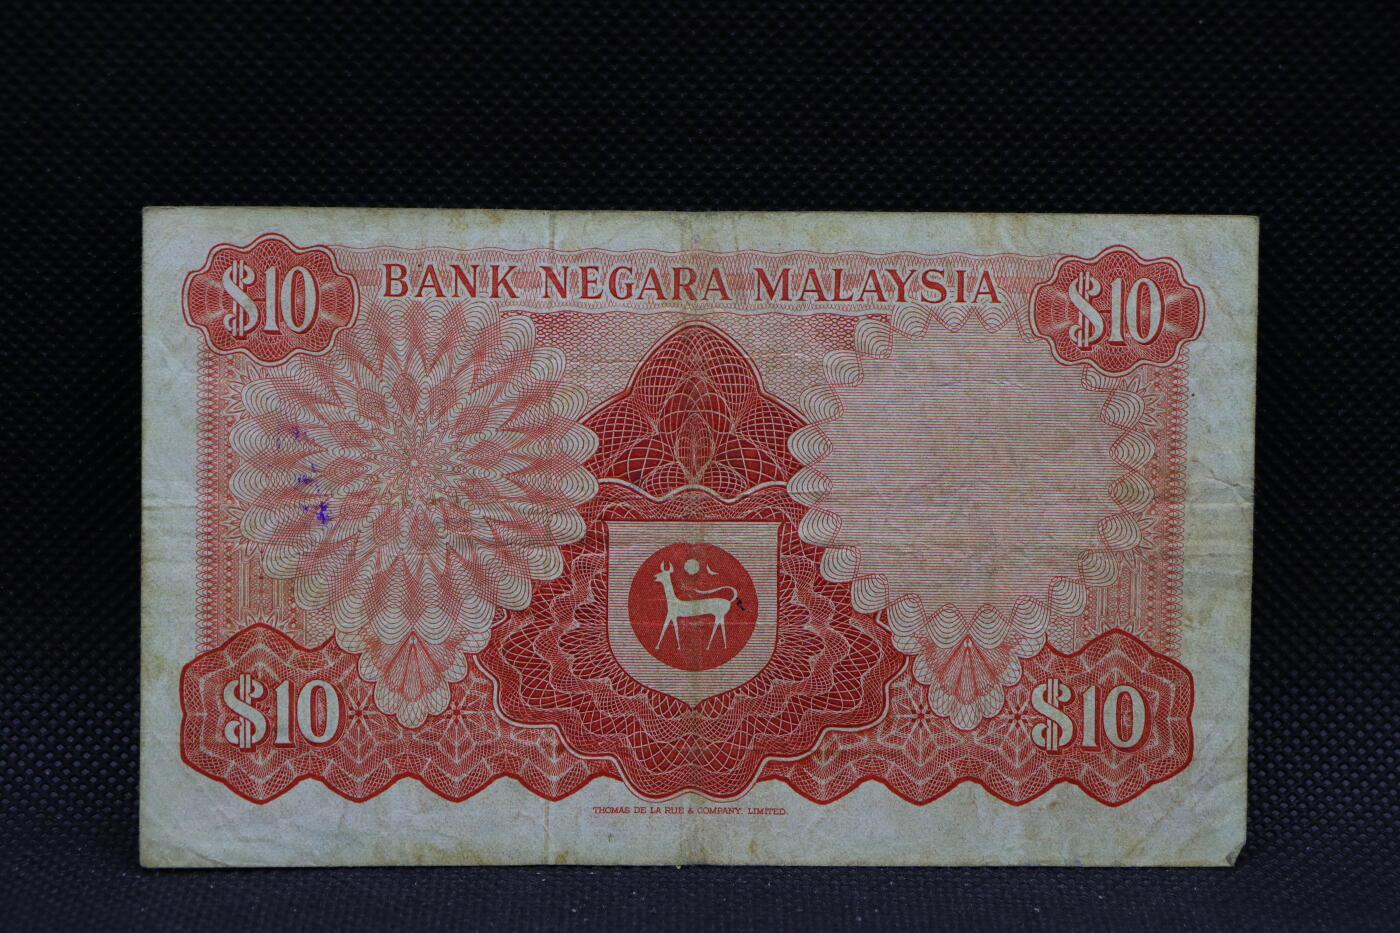 $10 BANK NEGARA MALAYSIA $10
$10 $10
THOMAS DE LA RUE & COMPANY, LIMITED.